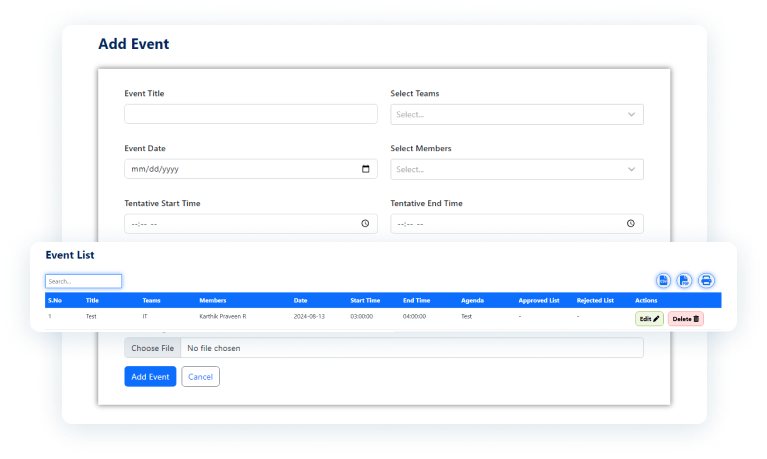 Add Event
Event Title Select Teams
Select...
Event Date Select Members
mm/dd/yyyy Select...
Tentative Start Time Tentative End Time
--:-- -- --:-- --
Event List
Search..
S.No Title Teams Members Date Start Time End Time Agenda Approved List Rejected List Actions
1 Test IT Karthik Praveen R 2024-08-13 03:00:00 04:00:00 Test - - Edit Delete
Choose File No file chosen
Add Event Cancel